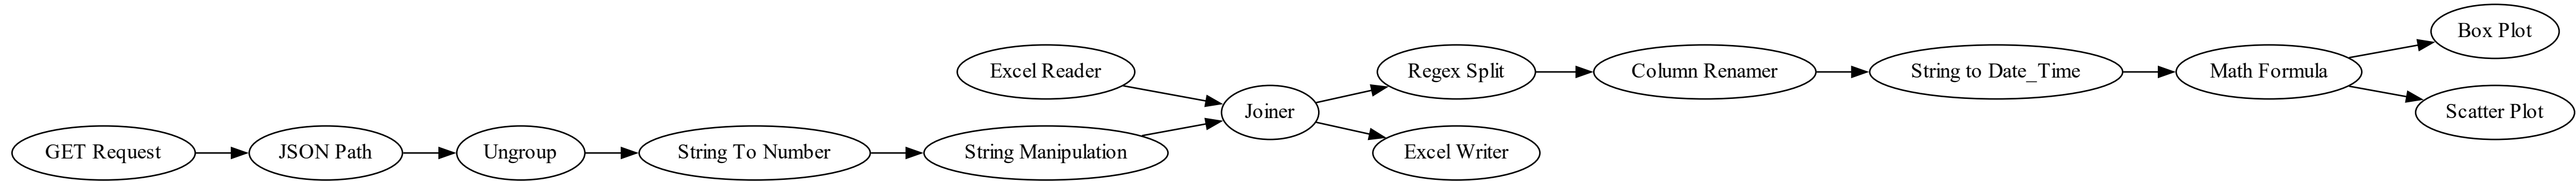 GET Request
JSON Path
Ungroup
String To Number
Excel Reader
String Manipulation
Joiner
Regex Split
Excel Writer
Column Renamer
String to Date_Time
Math Formula
Box Plot
Scatter Plot